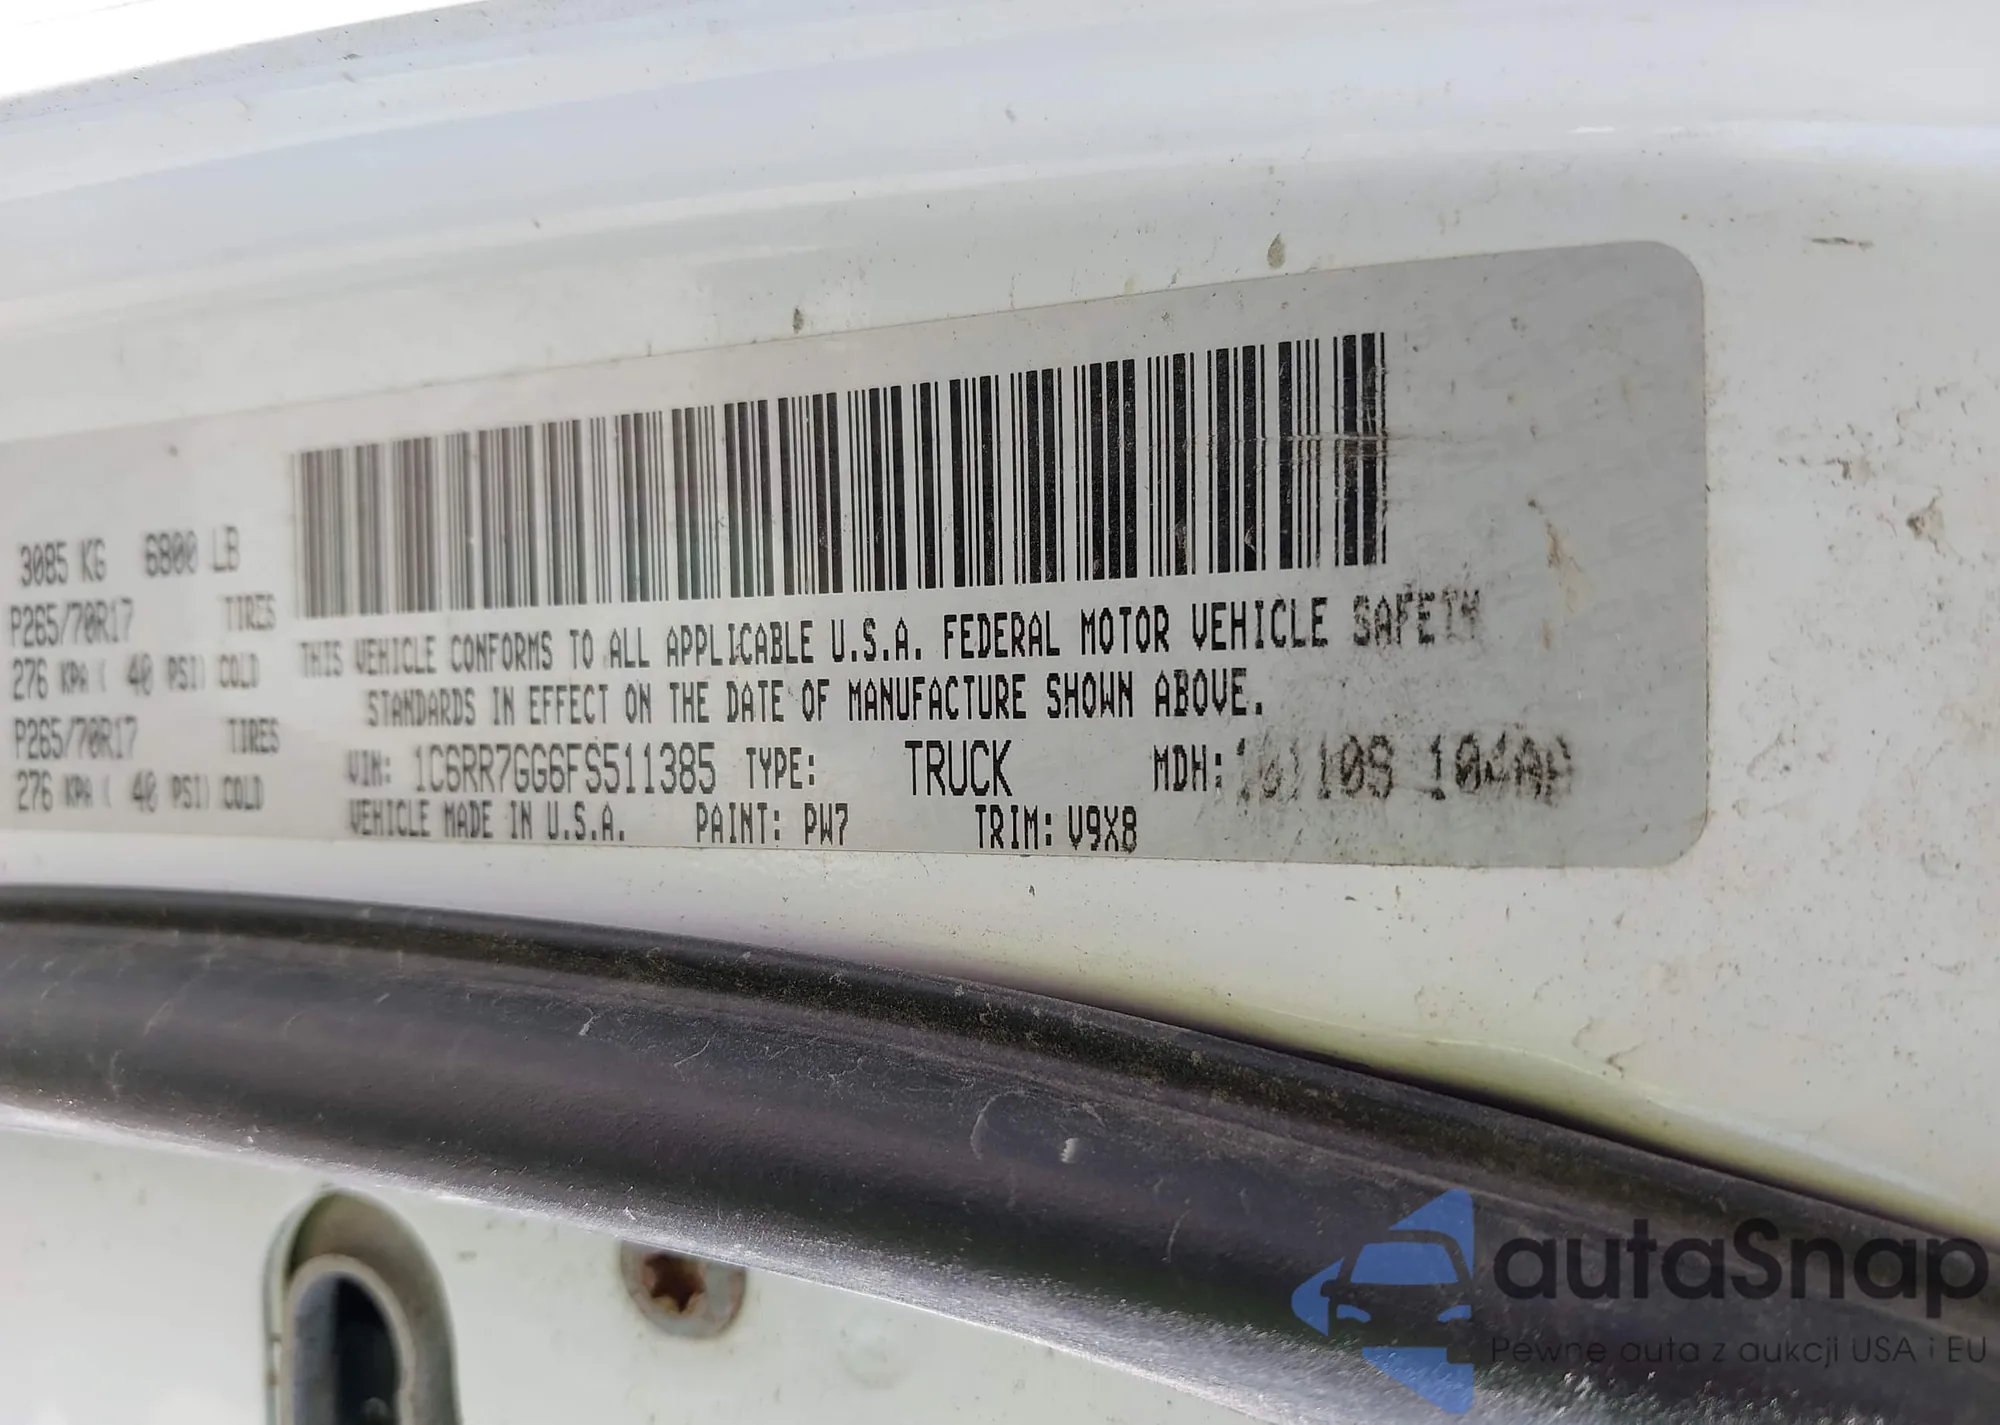 3085 KG 6800 LB
P265/70R17 TIRES
276 KPA ( 40 PSI) COLD
P265/70R17 TIRES
276 KPA ( 40 PSI) COLD
THIS VEHICLE CONFORMS TO ALL APPLICABLE U.S.A. FEDERAL MOTOR VEHICLE SAFETY
STANDARDS IN EFFECT ON THE DATE OF MANUFACTURE SHOWN ABOVE.
VIN: 1C6RR7GG6FS511385 TYPE: TRUCK MDH:
VEHICLE MADE IN U.S.A. PAINT: PW7 TRIM: V9X8
autaSnap
Pewne auta z aukcji USA i EU